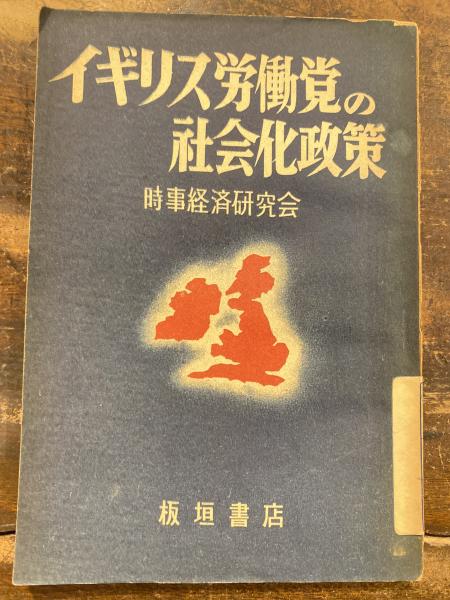 イギリス労働党の
社会化政策
時事経済研究会
板垣書店